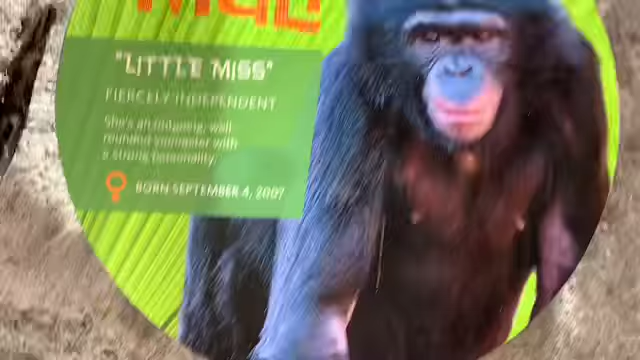 "LITTLE MISS"
FIERCELY INDEPENDENT
She's an outgoing, well
rounded youngster with
a strong personality.
BORN SEPTEMBER 4, 2007